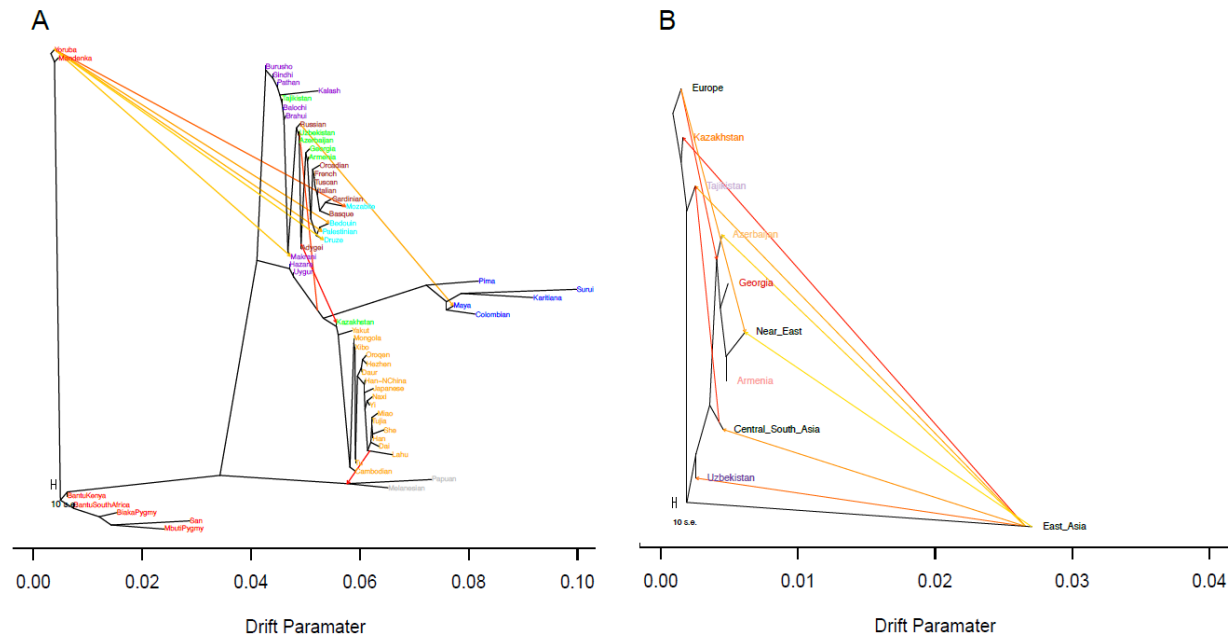 A
Yoruba
Mandenka
Burusho
Sindhi
Pathan
Kalash
Tajikistan
Balochi
Brahui
Russian
Uzbekistan
Azerbaijan
Georgia
Armenia
Orcadian
French
Tuscan
Italian
Sardinian
Mozabite
Basque
Bedouin
Palestinian
Druze
Adygei
Makrani
Hazara
Uygur
Pima
Surui
Karitiana
Maya
Colombian
Kazakhstan
Yakut
Mongola
Xibo
Oroqen
Hezhen
Daur
Han-NChina
Japanese
Naxi
Yi
Miao
Tujia
She
Han
Dai
Lahu
Tu
Cambodian
Papuan
Melanesian
10 s.e.
BantuKenya
BantuSouthAfrica
BiakaPygmy
San
MbutiPygmy
0.00 0.02 0.04 0.06 0.08 0.10
Drift Paramater
B
Europe
Kazakhstan
Tajikistan
Azerbaijan
Georgia
Near_East
Armenia
Central_South_Asia
Uzbekistan
10 s.e.
East_Asia
0.00 0.01 0.02 0.03 0.04
Drift Paramater